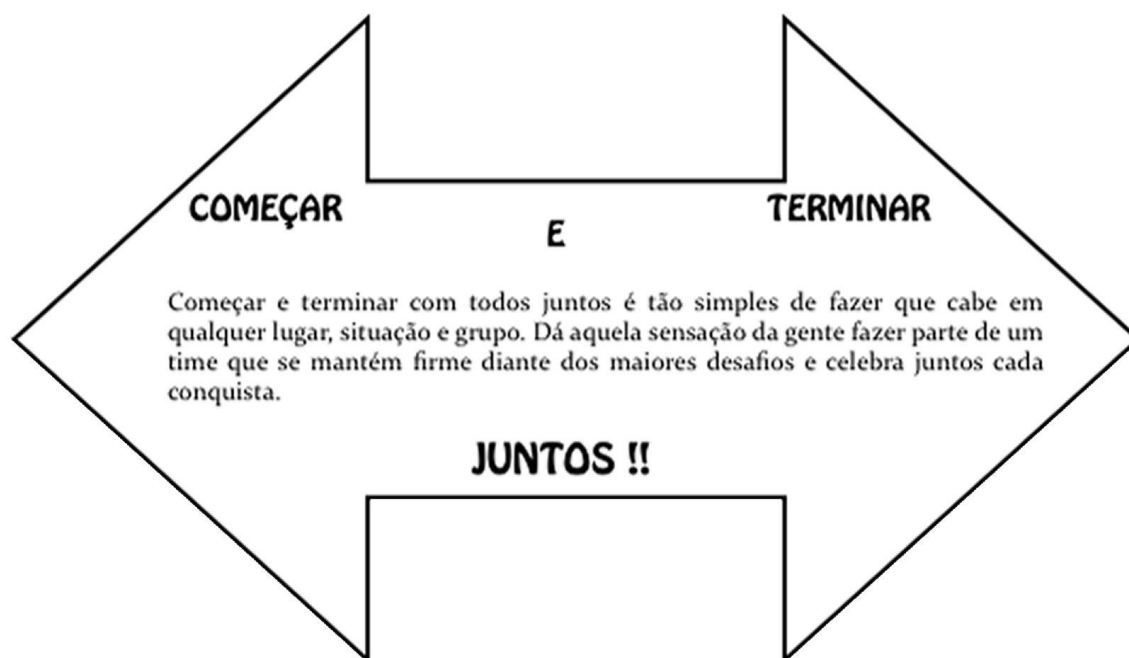 COMEÇAR
E
TERMINAR
Começar e terminar com todos juntos é tão simples de fazer que cabe em
qualquer lugar, situação e grupo. Dá aquela sensação da gente fazer parte de um
time que se mantém firme diante dos maiores desafios e celebra juntos cada
conquista.
JUNTOS !!